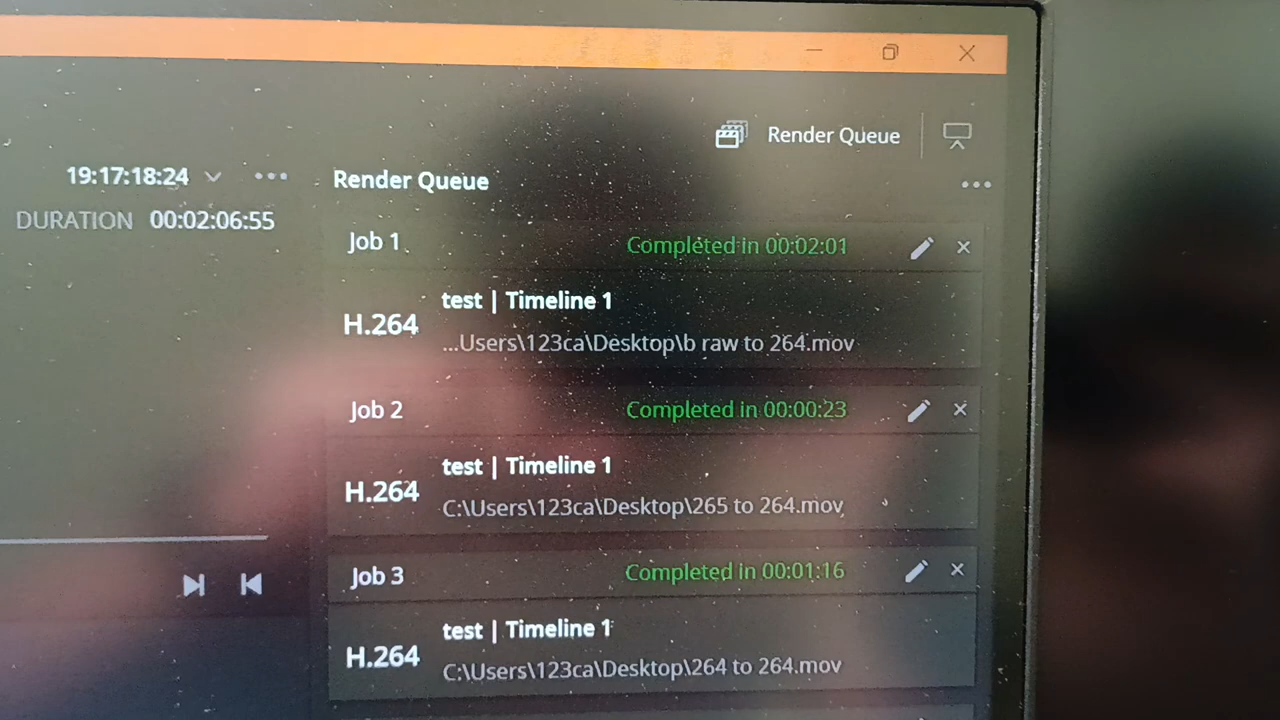 Render Queue
19:17:18:24
Render Queue
DURATION 00:02:06:55
Job 1
Completed in 00:02:01
test | Timeline 1
H.264
...Users\123ca\Desktop\b raw to 264.mov
Job 2
Completed in 00:00:23
test | Timeline 1
H.264
C:\Users\123ca\Desktop\265 to 264.mov
Job 3
Completed in 00:01:16
test | Timeline 1
H.264
C:\Users\123ca\Desktop\264 to 264.mov